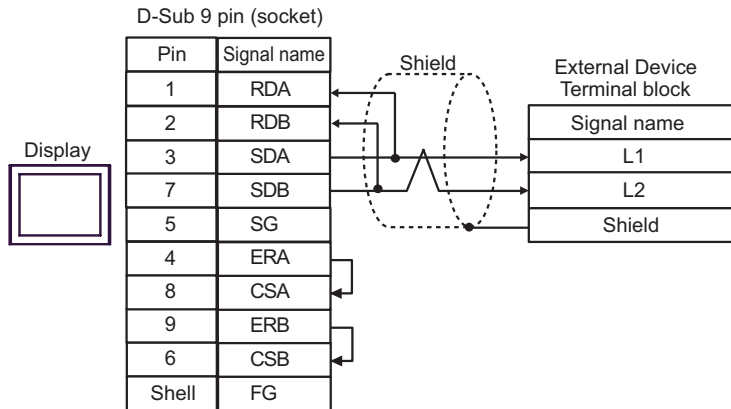 D-Sub 9 pin (socket)
Pin Signal name
1 RDA
2 RDB
3 SDA
7 SDB
5 SG
4 ERA
8 CSA
9 ERB
6 CSB
Shell FG
Display
Shield
External Device
Terminal block
Signal name
L1
L2
Shield